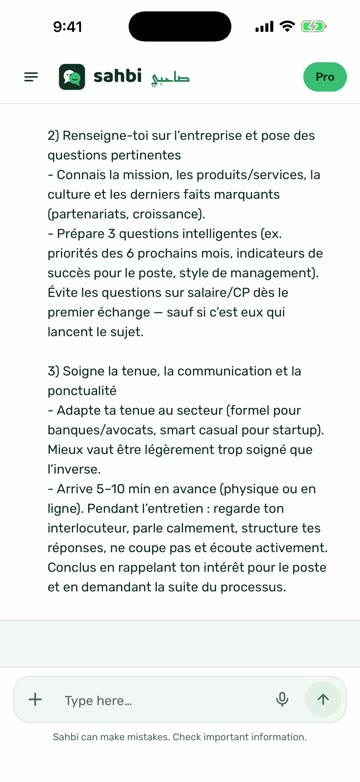 9:41
sahbi صاحبي
Pro
2) Renseigne-toi sur l’entreprise et pose des
questions pertinentes
- Connais la mission, les produits/services, la
culture et les derniers faits marquants
(partenariats, croissance).
- Prépare 3 questions intelligentes (ex.
priorités des 6 prochains mois, indicateurs de
succès pour le poste, style de management).
Évite les questions sur salaire/CP dès le
premier échange — sauf si c’est eux qui
lancent le sujet.
3) Soigne la tenue, la communication et la
ponctualité
- Adapte ta tenue au secteur (formel pour
banques/avocats, smart casual pour startup).
Mieux vaut être légèrement trop soigné que
l’inverse.
- Arrive 5–10 min en avance (physique ou en
ligne). Pendant l’entretien : regarde ton
interlocuteur, parle calmement, structure tes
réponses, ne coupe pas et écoute activement.
Conclus en rappelant ton intérêt pour le poste
et en demandant la suite du processus.
Type here…
Sahbi can make mistakes. Check important information.